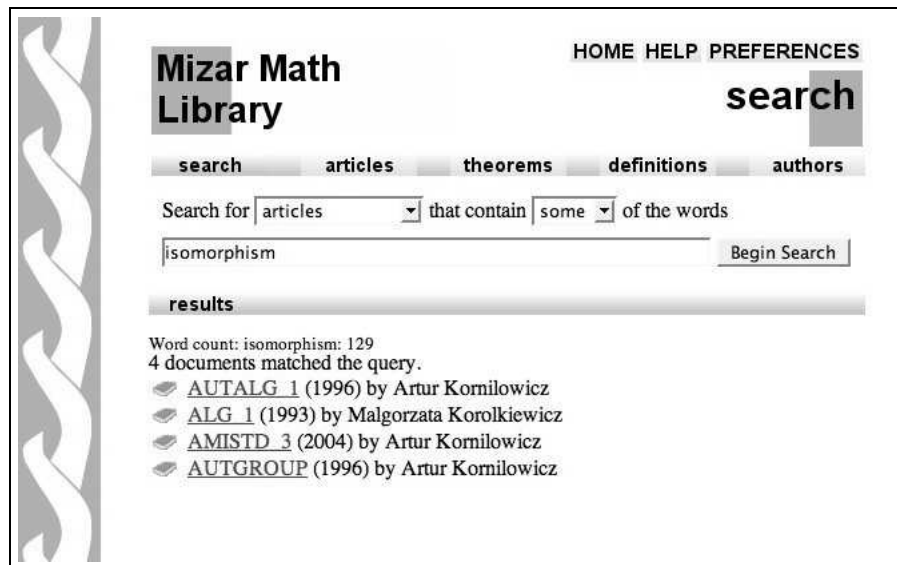 Mizar Math
Library
HOME HELP PREFERENCES
search
search articles theorems definitions authors
Search for articles that contain some of the words
isomorphism Begin Search
results
Word count: isomorphism: 129
4 documents matched the query.
AUTALG_1 (1996) by Artur Kornilowicz
ALG_1 (1993) by Malgorzata Korolkiewicz
AMISTD_3 (2004) by Artur Kornilowicz
AUTGROUP (1996) by Artur Kornilowicz